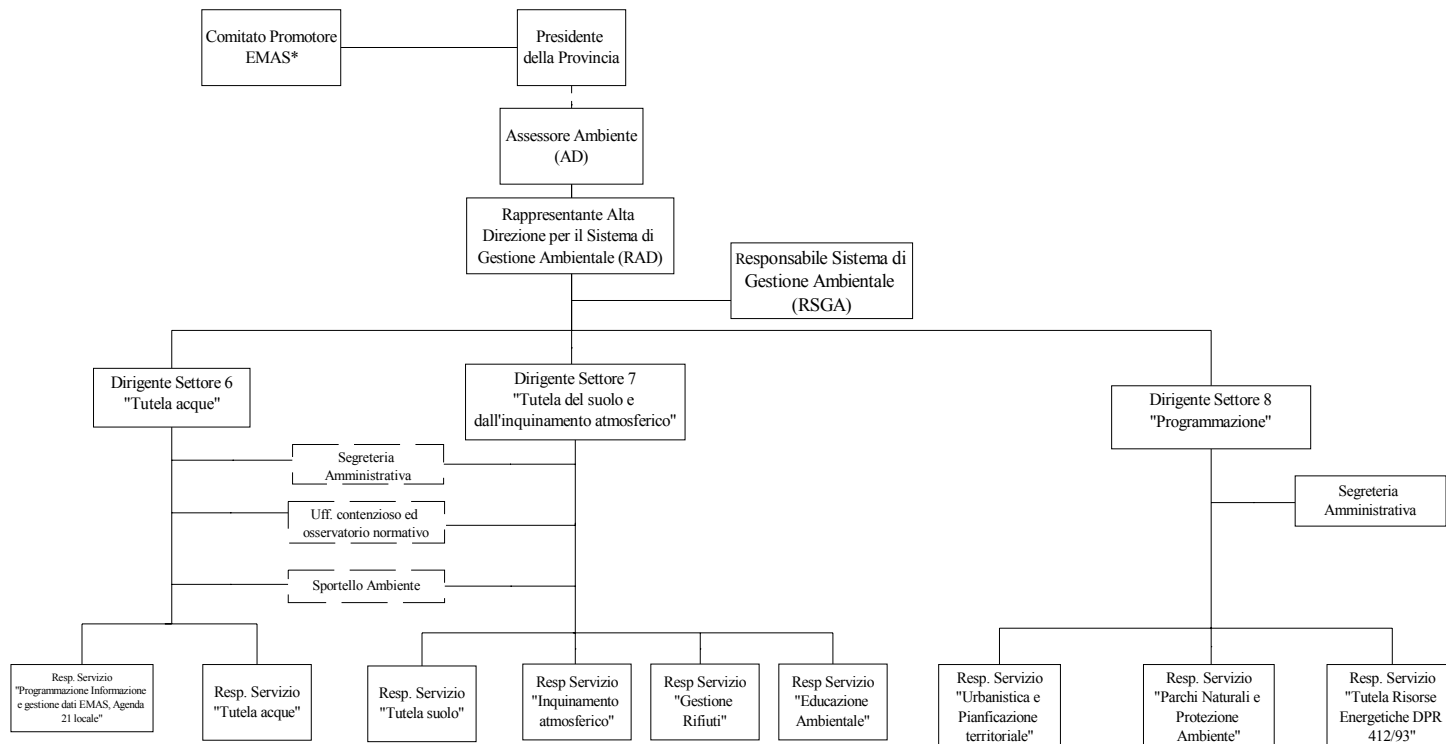 Comitato Promotore
EMAS*
Presidente
della Provincia
Assessore Ambiente
(AD)
Rappresentante Alta
Direzione per il Sistema di
Gestione Ambientale (RAD)
Responsabile Sistema di
Gestione Ambientale
(RSGA)
Dirigente Settore 6
"Tutela acque"
Dirigente Settore 7
"Tutela del suolo e
dall'inquinamento atmosferico"
Dirigente Settore 8
"Programmazione"
Segreteria
Amministrativa
Uff. contenzioso ed
osservatorio normativo
Sportello Ambiente
Segreteria
Amministrativa
Resp. Servizio
"Programmazione Informazione
e gestione dati EMAS, Agenda
21 locale"
Resp. Servizio
"Tutela acque"
Resp. Servizio
"Tutela suolo"
Resp Servizio
"Inquinamento
atmosferico"
Resp Servizio
"Gestione
Rifiuti"
Resp Servizio
"Educazione
Ambientale"
Resp. Servizio
"Urbanistica e
Pianficazione
territoriale"
Resp. Servizio
"Parchi Naturali e
Protezione
Ambiente"
Resp. Servizio
"Tutela Risorse
Energetiche DPR
412/93"